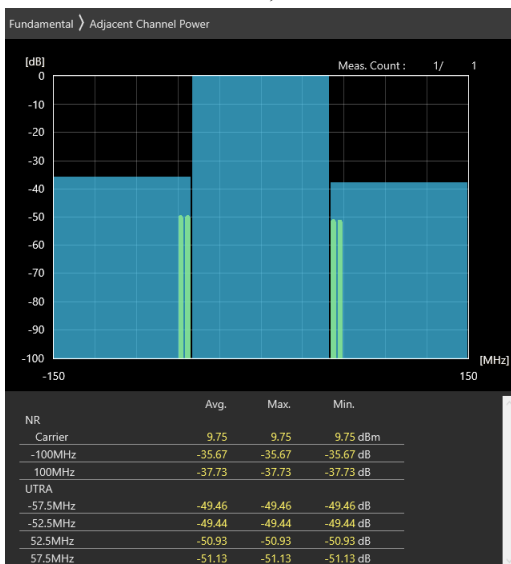 Fundamental 〉 Adjacent Channel Power
[dB]
Meas. Count : 1/ 1
0
-10
-20
-30
-40
-50
-60
-70
-80
-90
-100
[MHz]
-150 150
Avg. Max. Min.
NR
Carrier 9.75 9.75 9.75 dBm
-100MHz -35.67 -35.67 -35.67 dB
100MHz -37.73 -37.73 -37.73 dB
UTRA
-57.5MHz -49.46 -49.46 -49.46 dB
-52.5MHz -49.44 -49.44 -49.44 dB
52.5MHz -50.93 -50.93 -50.93 dB
57.5MHz -51.13 -51.13 -51.13 dB